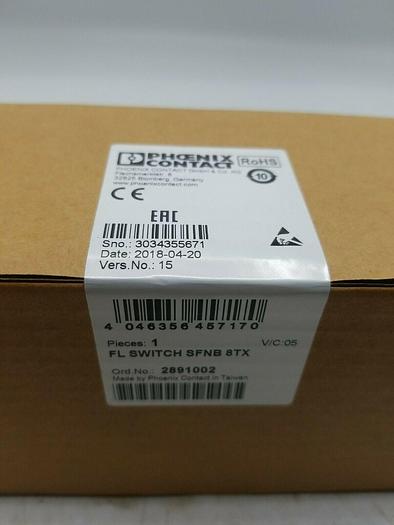 PHŒNIX
CONTACT
RoHS
PHOENIX CONTACT GmbH & Co. KG
Flachsmarktstr. 8
32825 Blomberg, Germany
www.phoenixcontact.com
10
CE
EAC
Sno.: 3034355671
Date: 2018-04-20
Vers.No.: 15
4 046356 457170
Pieces: 1
V/C:05
FL SWITCH SFNB 8TX
Ord.No.: 2891002
Made by Phoenix Contact in Taiwan